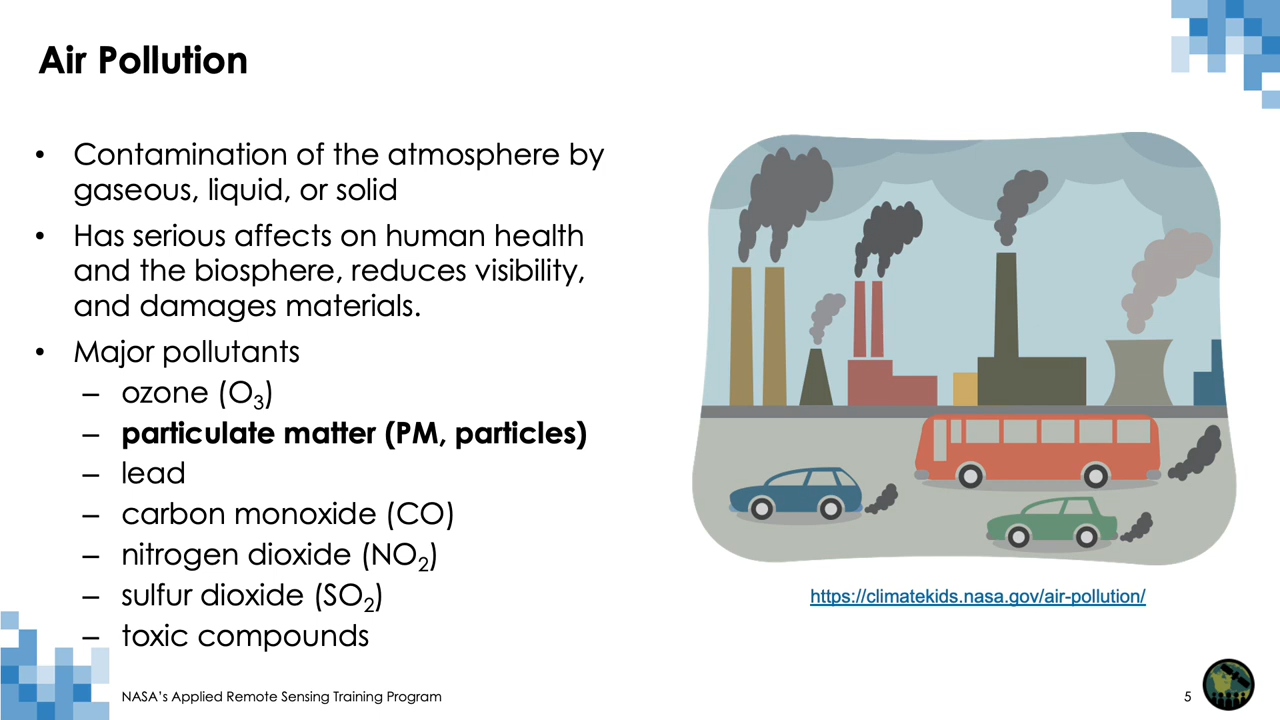 Air Pollution
• Contamination of the atmosphere by
gaseous, liquid, or solid
• Has serious affects on human health
and the biosphere, reduces visibility,
and damages materials.
• Major pollutants
– ozone (O₃)
– particulate matter (PM, particles)
– lead
– carbon monoxide (CO)
– nitrogen dioxide (NO₂)
– sulfur dioxide (SO₂)
– toxic compounds
https://climatekids.nasa.gov/air-pollution/
NASA's Applied Remote Sensing Training Program
5